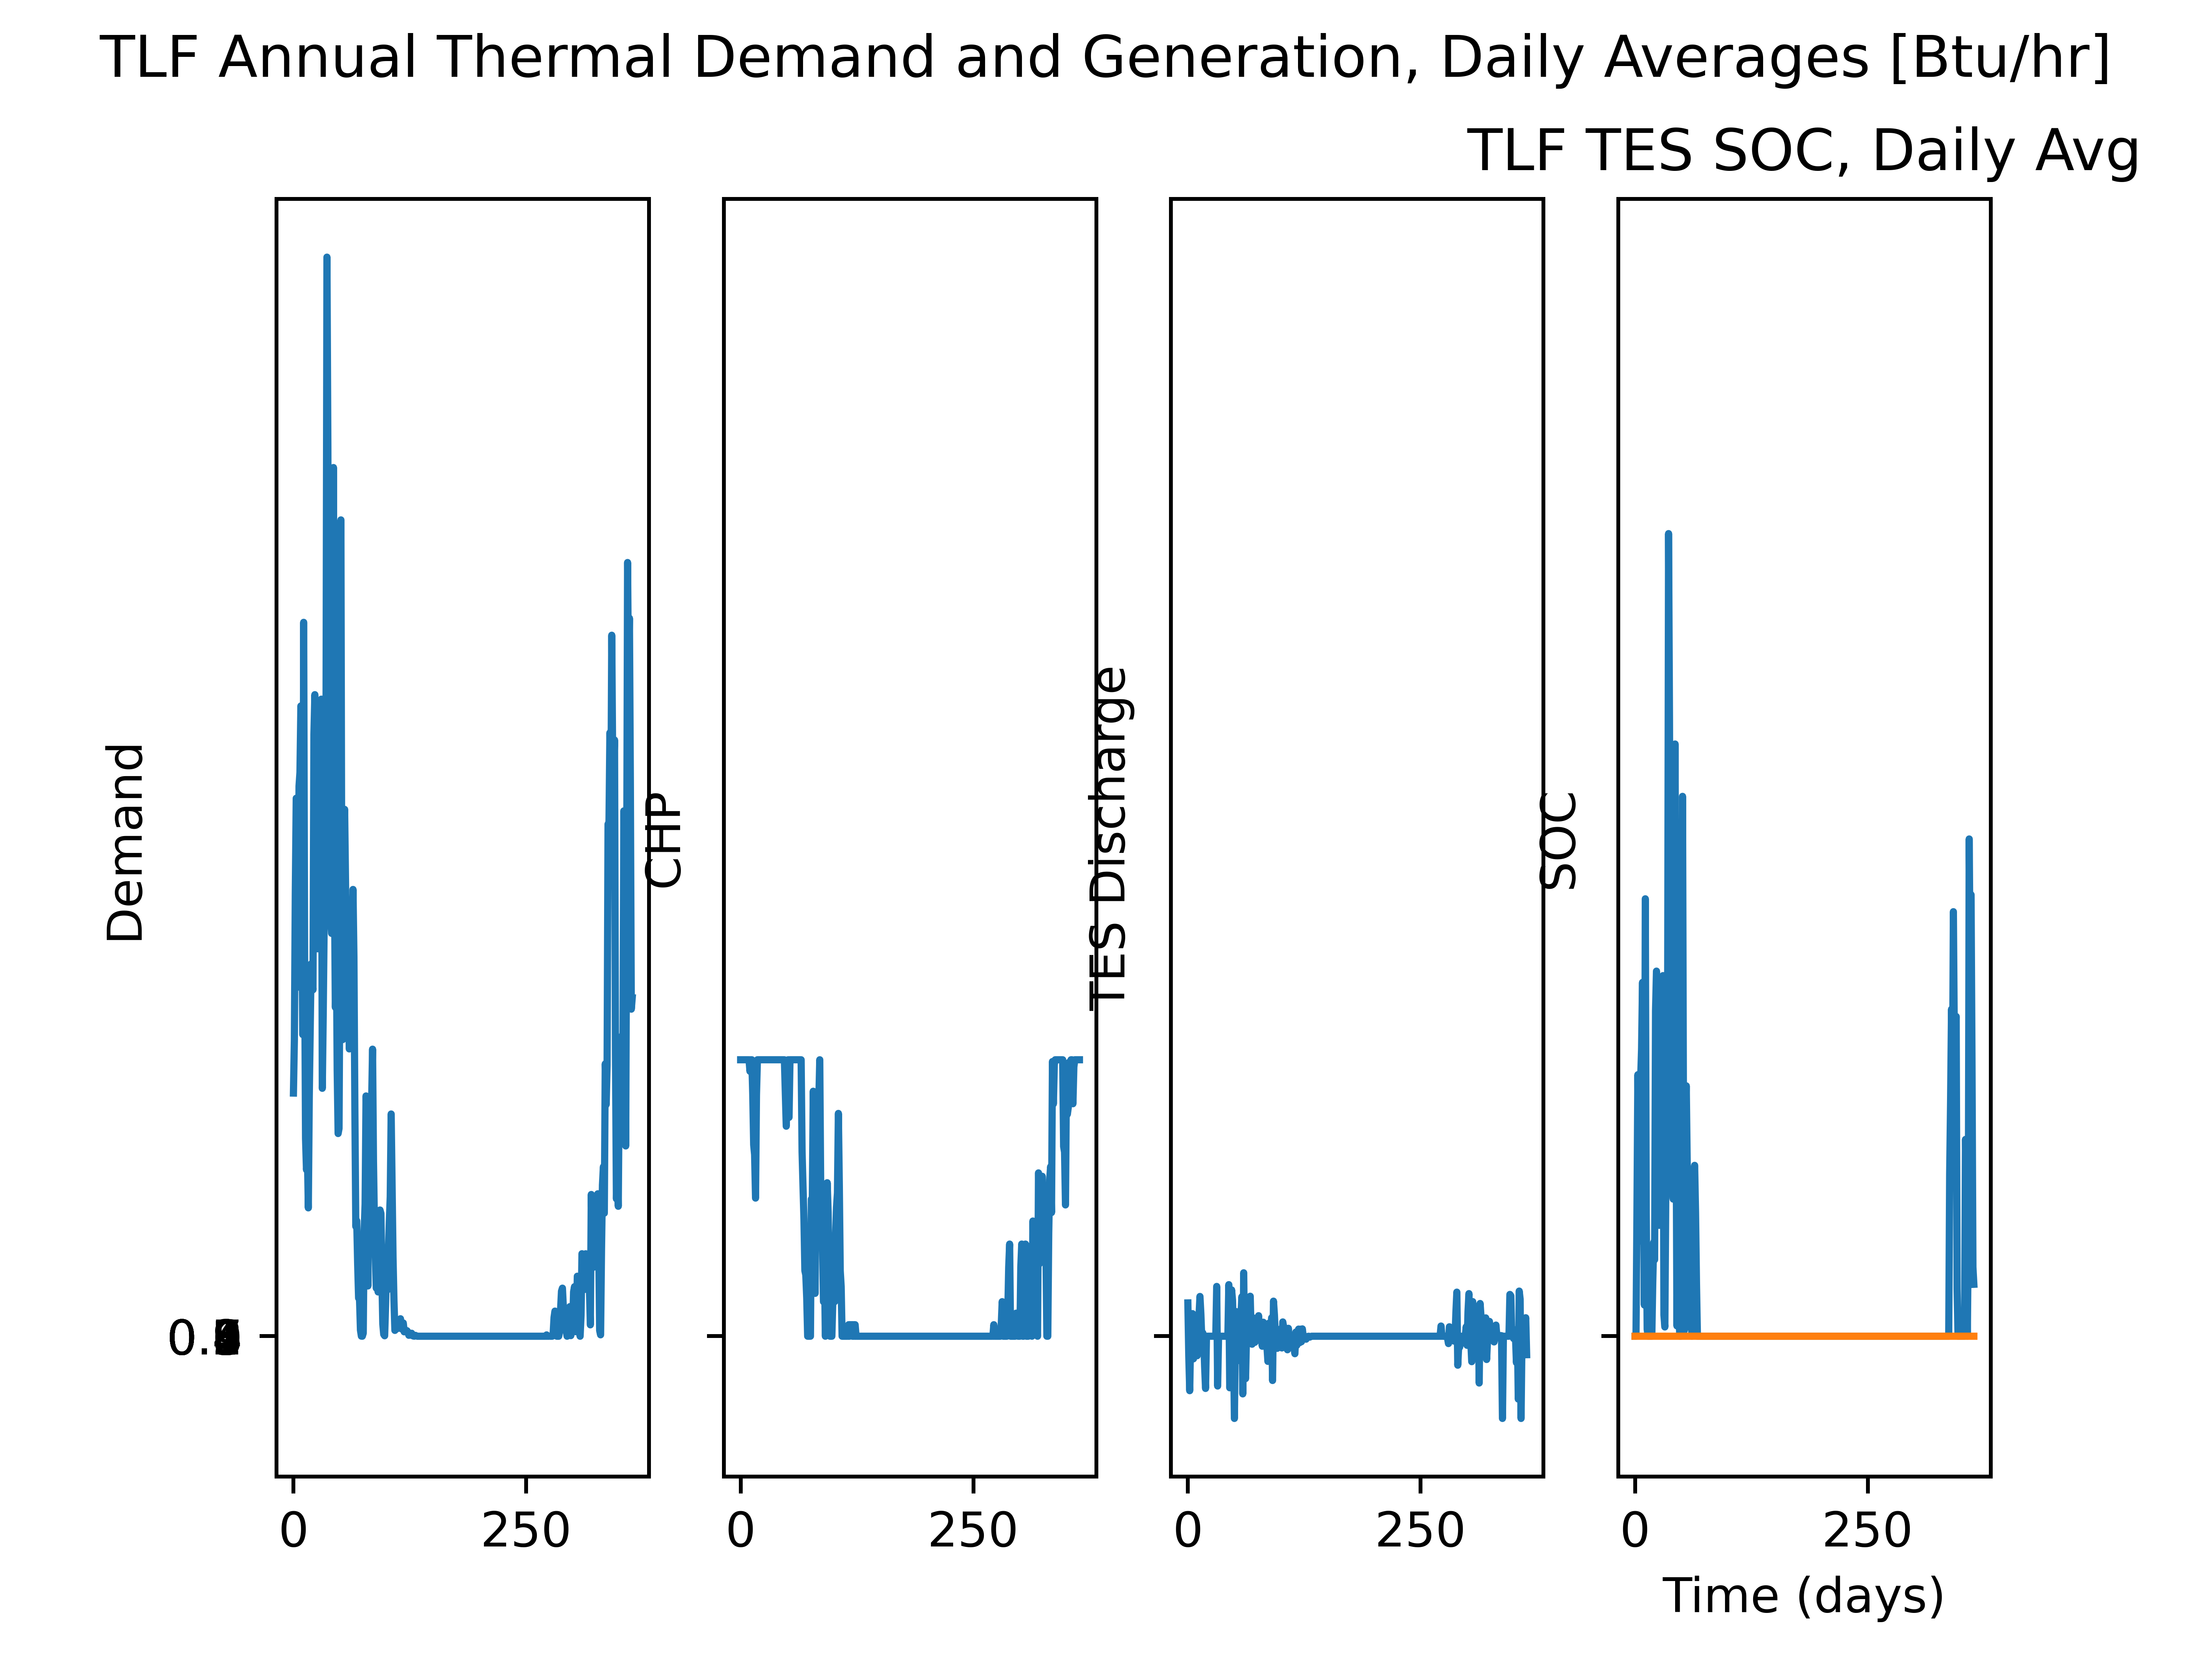 TLF Annual Thermal Demand and Generation, Daily Averages [Btu/hr]
TLF TES SOC, Daily Avg
Demand
CHP
TES Discharge
SOC
0 250
0 250
0 250
0 250
Time (days)